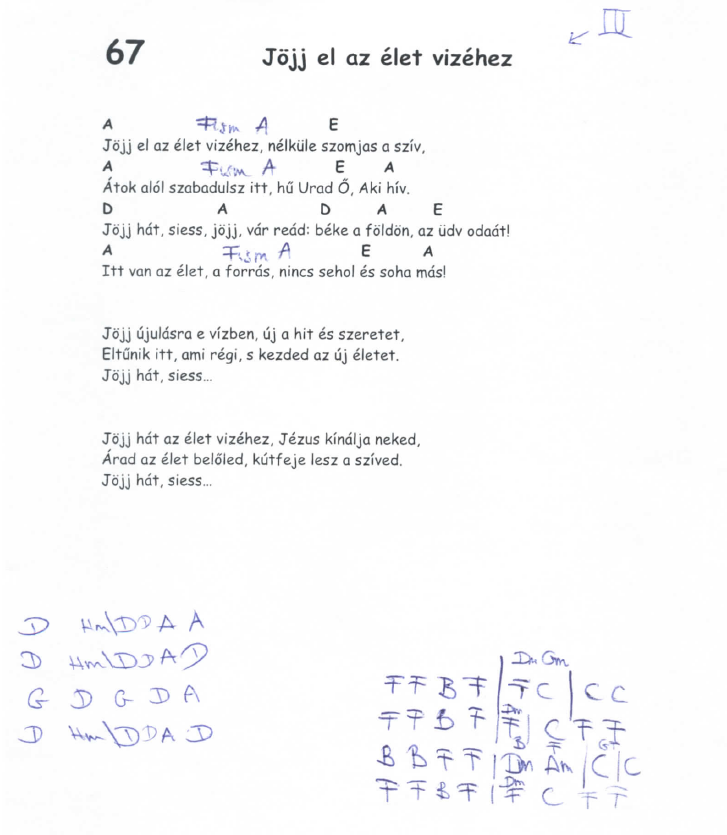 III
67 Jöjj el az élet vizéhez
A Fism A E
Jöjj el az élet vizéhez, nélküle szomjas a szív,
A Fism A E A
Átok alól szabadulsz itt, hű Urad Ő, Aki hív.
D A D A E
Jöjj hát, siess, jöjj, vár reád: béke a földön, az üdv odaát!
A Fism A E A
Itt van az élet, a forrás, nincs sehol és soha más!
Jöjj újulásra e vízben, új a hit és szeretet,
Eltűnik itt, ami régi, s kezded az új életet.
Jöjj hát, siess...
Jöjj hát az élet vizéhez, Jézus kínálja neked,
Árad az élet belőled, kútfeje lesz a szíved.
Jöjj hát, siess...
D Hm\DD A A
D Hm\DD A D
G D G D A
D Hm\DD A D
Dm Gm
F F B F | F C | C C
Dm
F F B F | F | C F F
B F
B B F F | Dm Am | C | C
Dm
F F B F | F C F F